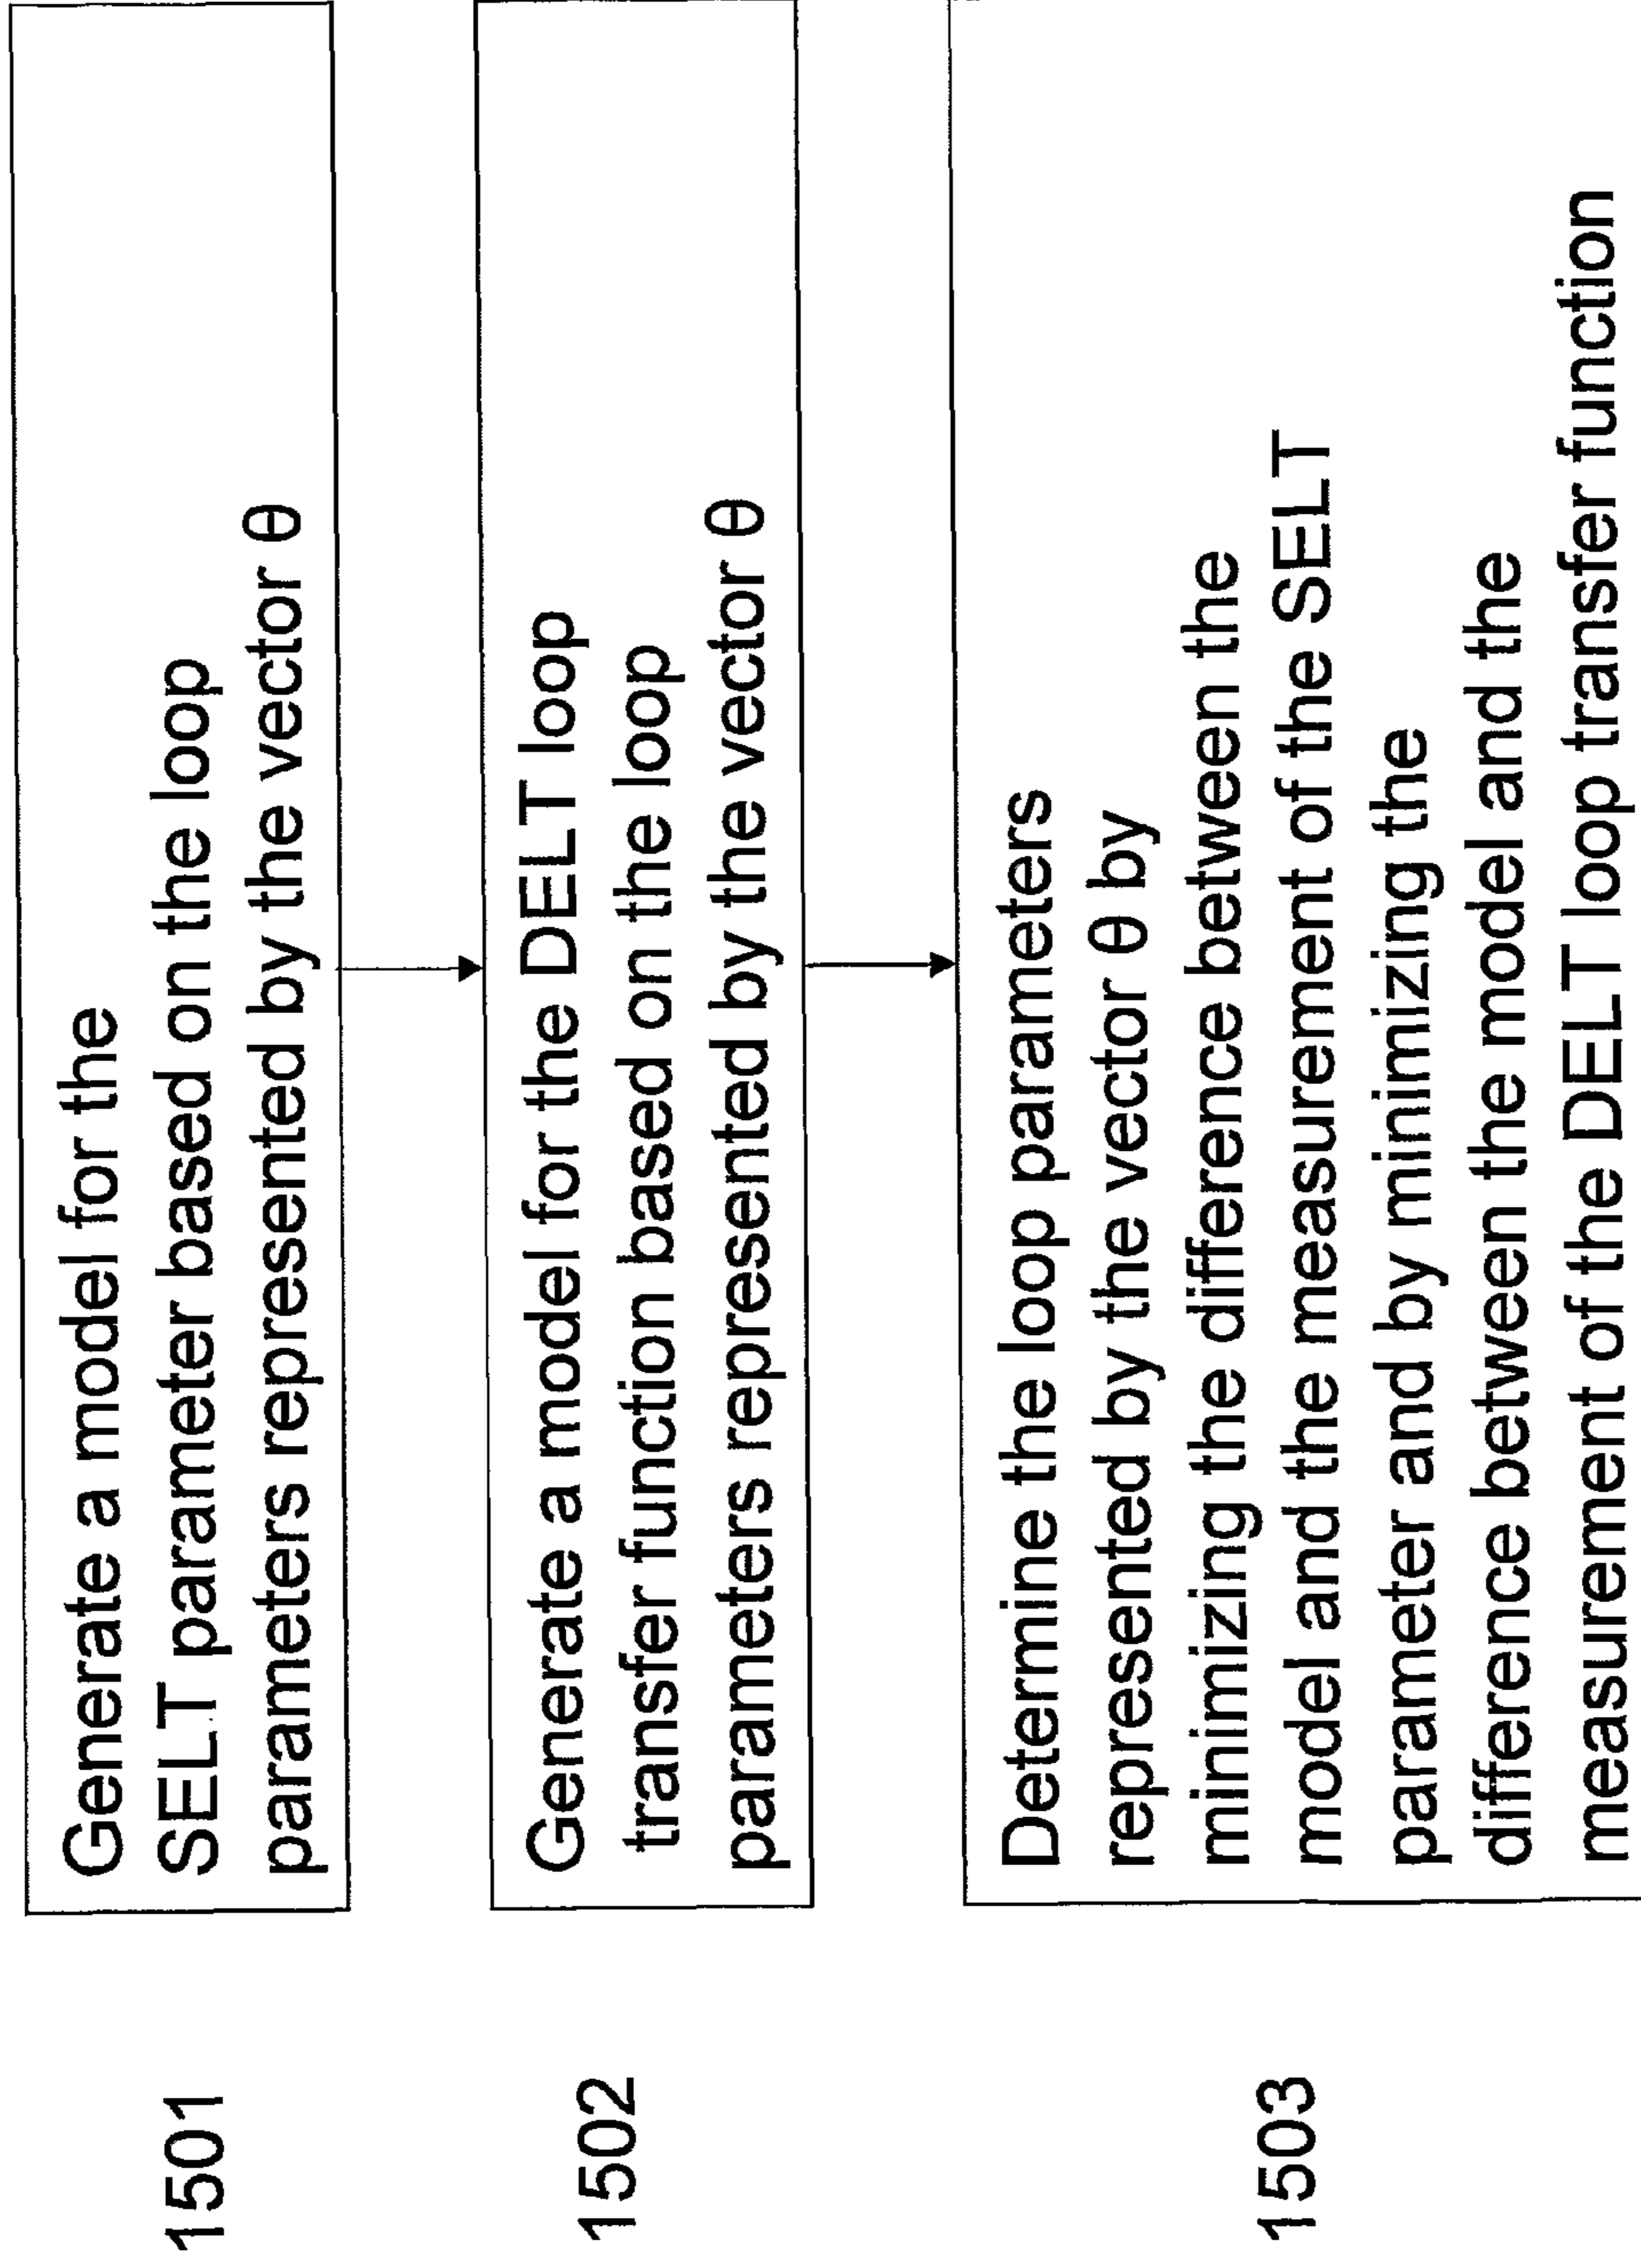 1501
Generate a model for the
SELT parameter based on the loop
parameters represented by the vector θ
1502
Generate a model for the DELT loop
transfer function based on the loop
parameters represented by the vector θ
1503
Determine the loop parameters
represented by the vector θ by
minimizing the difference between the
model and the measurement of the SELT
parameter and by minimizing the
difference between the model and the
measurement of the DELT loop transfer function